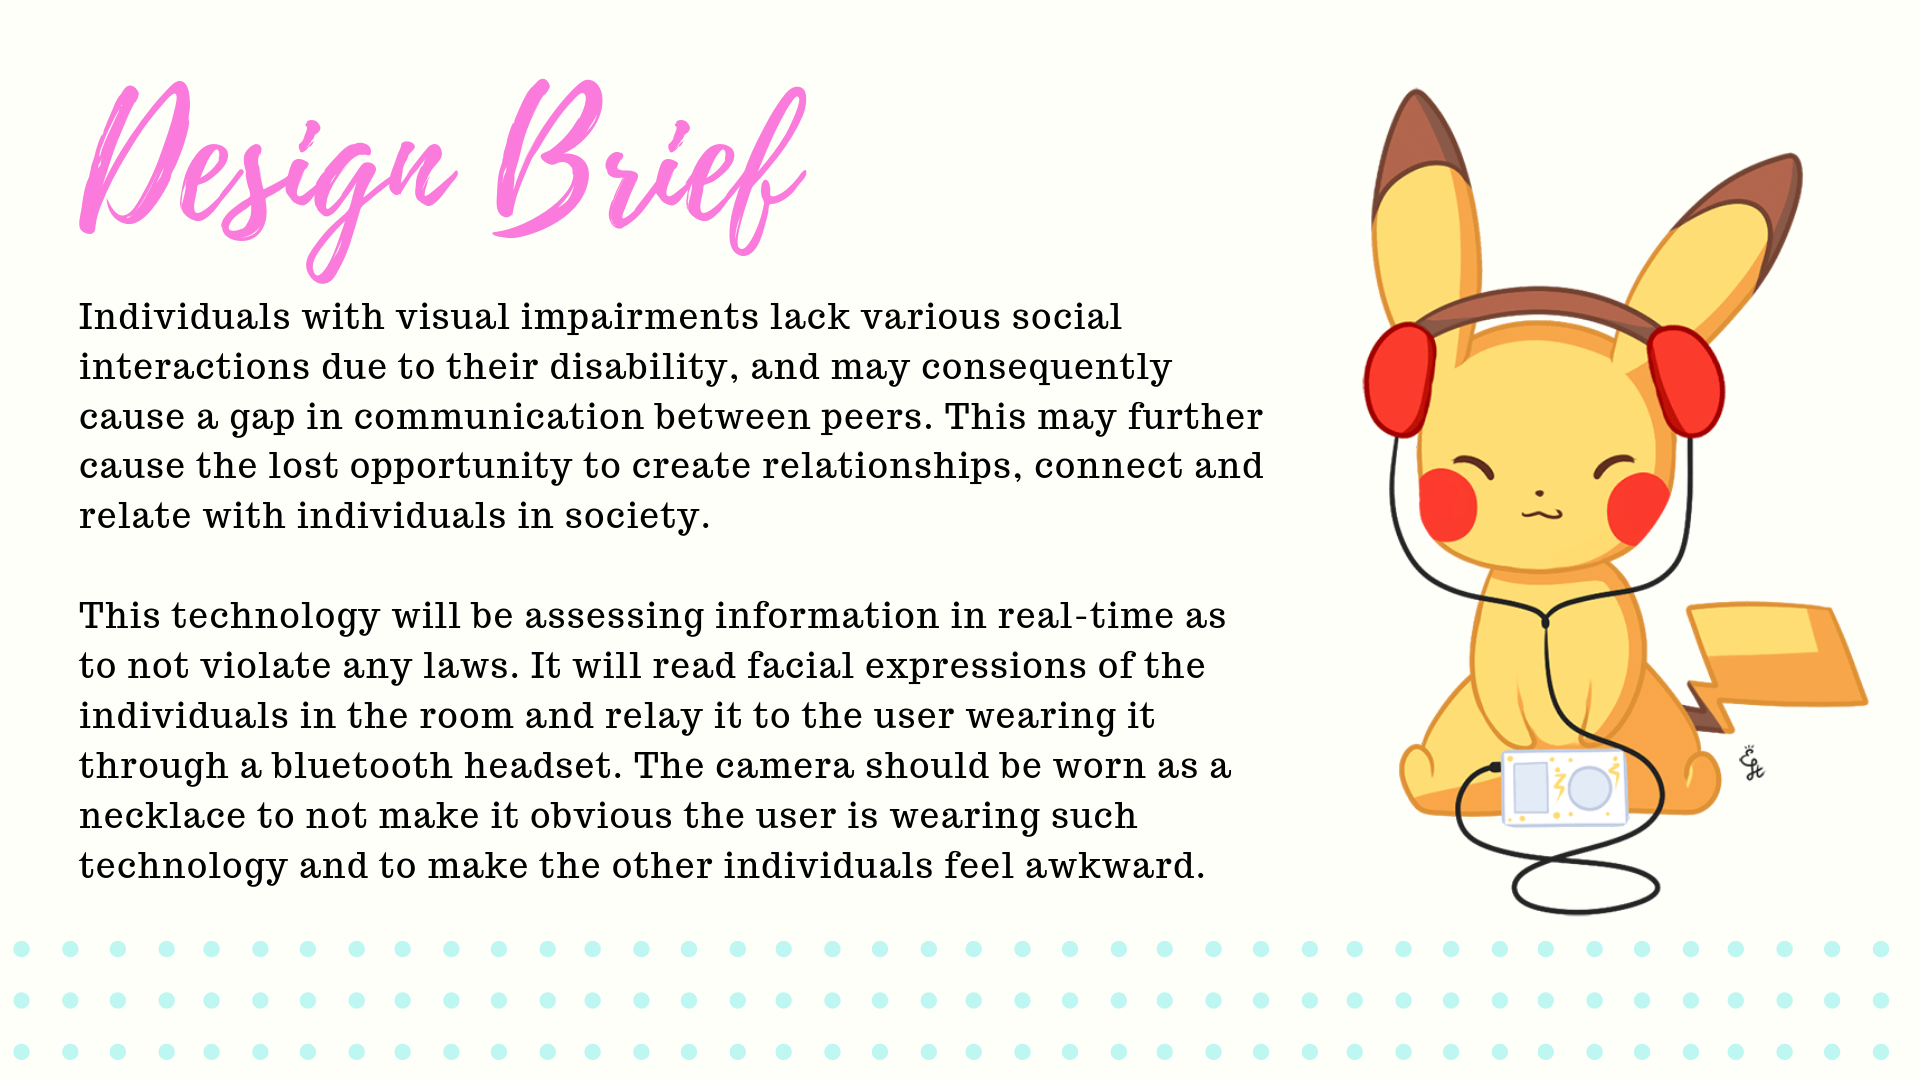 Design Brief
Individuals with visual impairments lack various social
interactions due to their disability, and may consequently
cause a gap in communication between peers. This may further
cause the lost opportunity to create relationships, connect and
relate with individuals in society.
This technology will be assessing information in real-time as
to not violate any laws. It will read facial expressions of the
individuals in the room and relay it to the user wearing it
through a bluetooth headset. The camera should be worn as a
necklace to not make it obvious the user is wearing such
technology and to make the other individuals feel awkward.